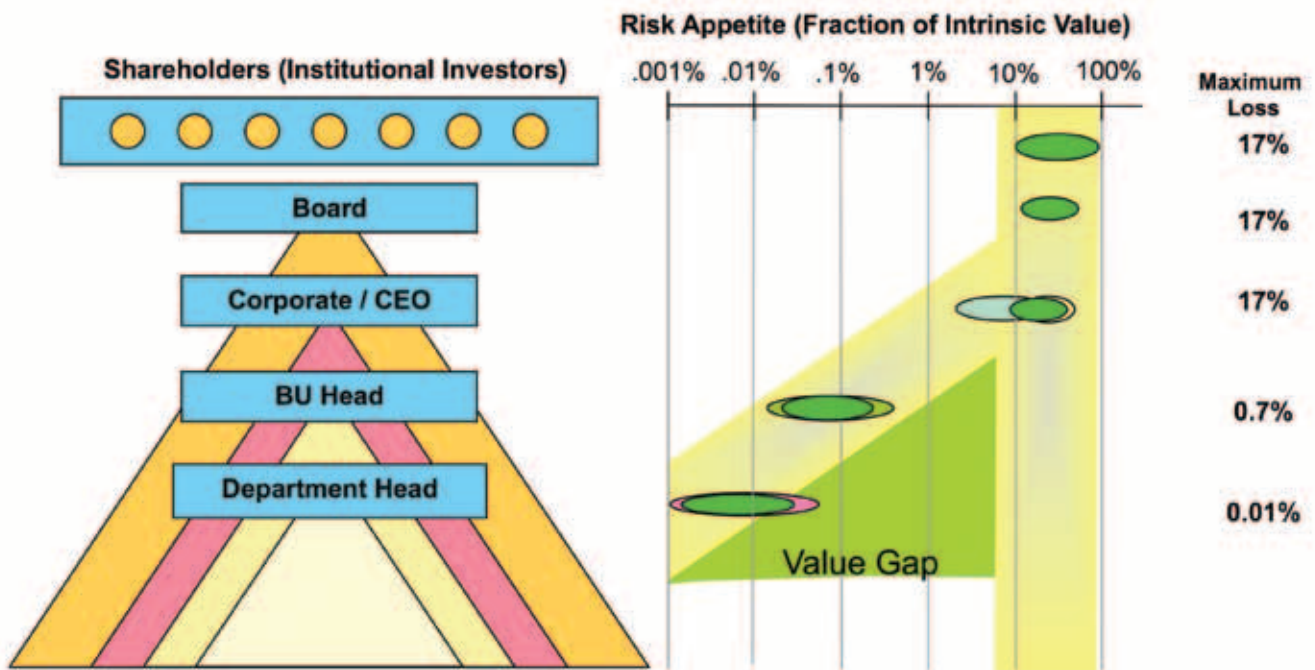 Risk Appetite (Fraction of Intrinsic Value)
Shareholders (Institutional Investors)
.001% .01% .1% 1% 10% 100%
Maximum
Loss
17%
Board
17%
Corporate / CEO
17%
BU Head
0.7%
Department Head
0.01%
Value Gap